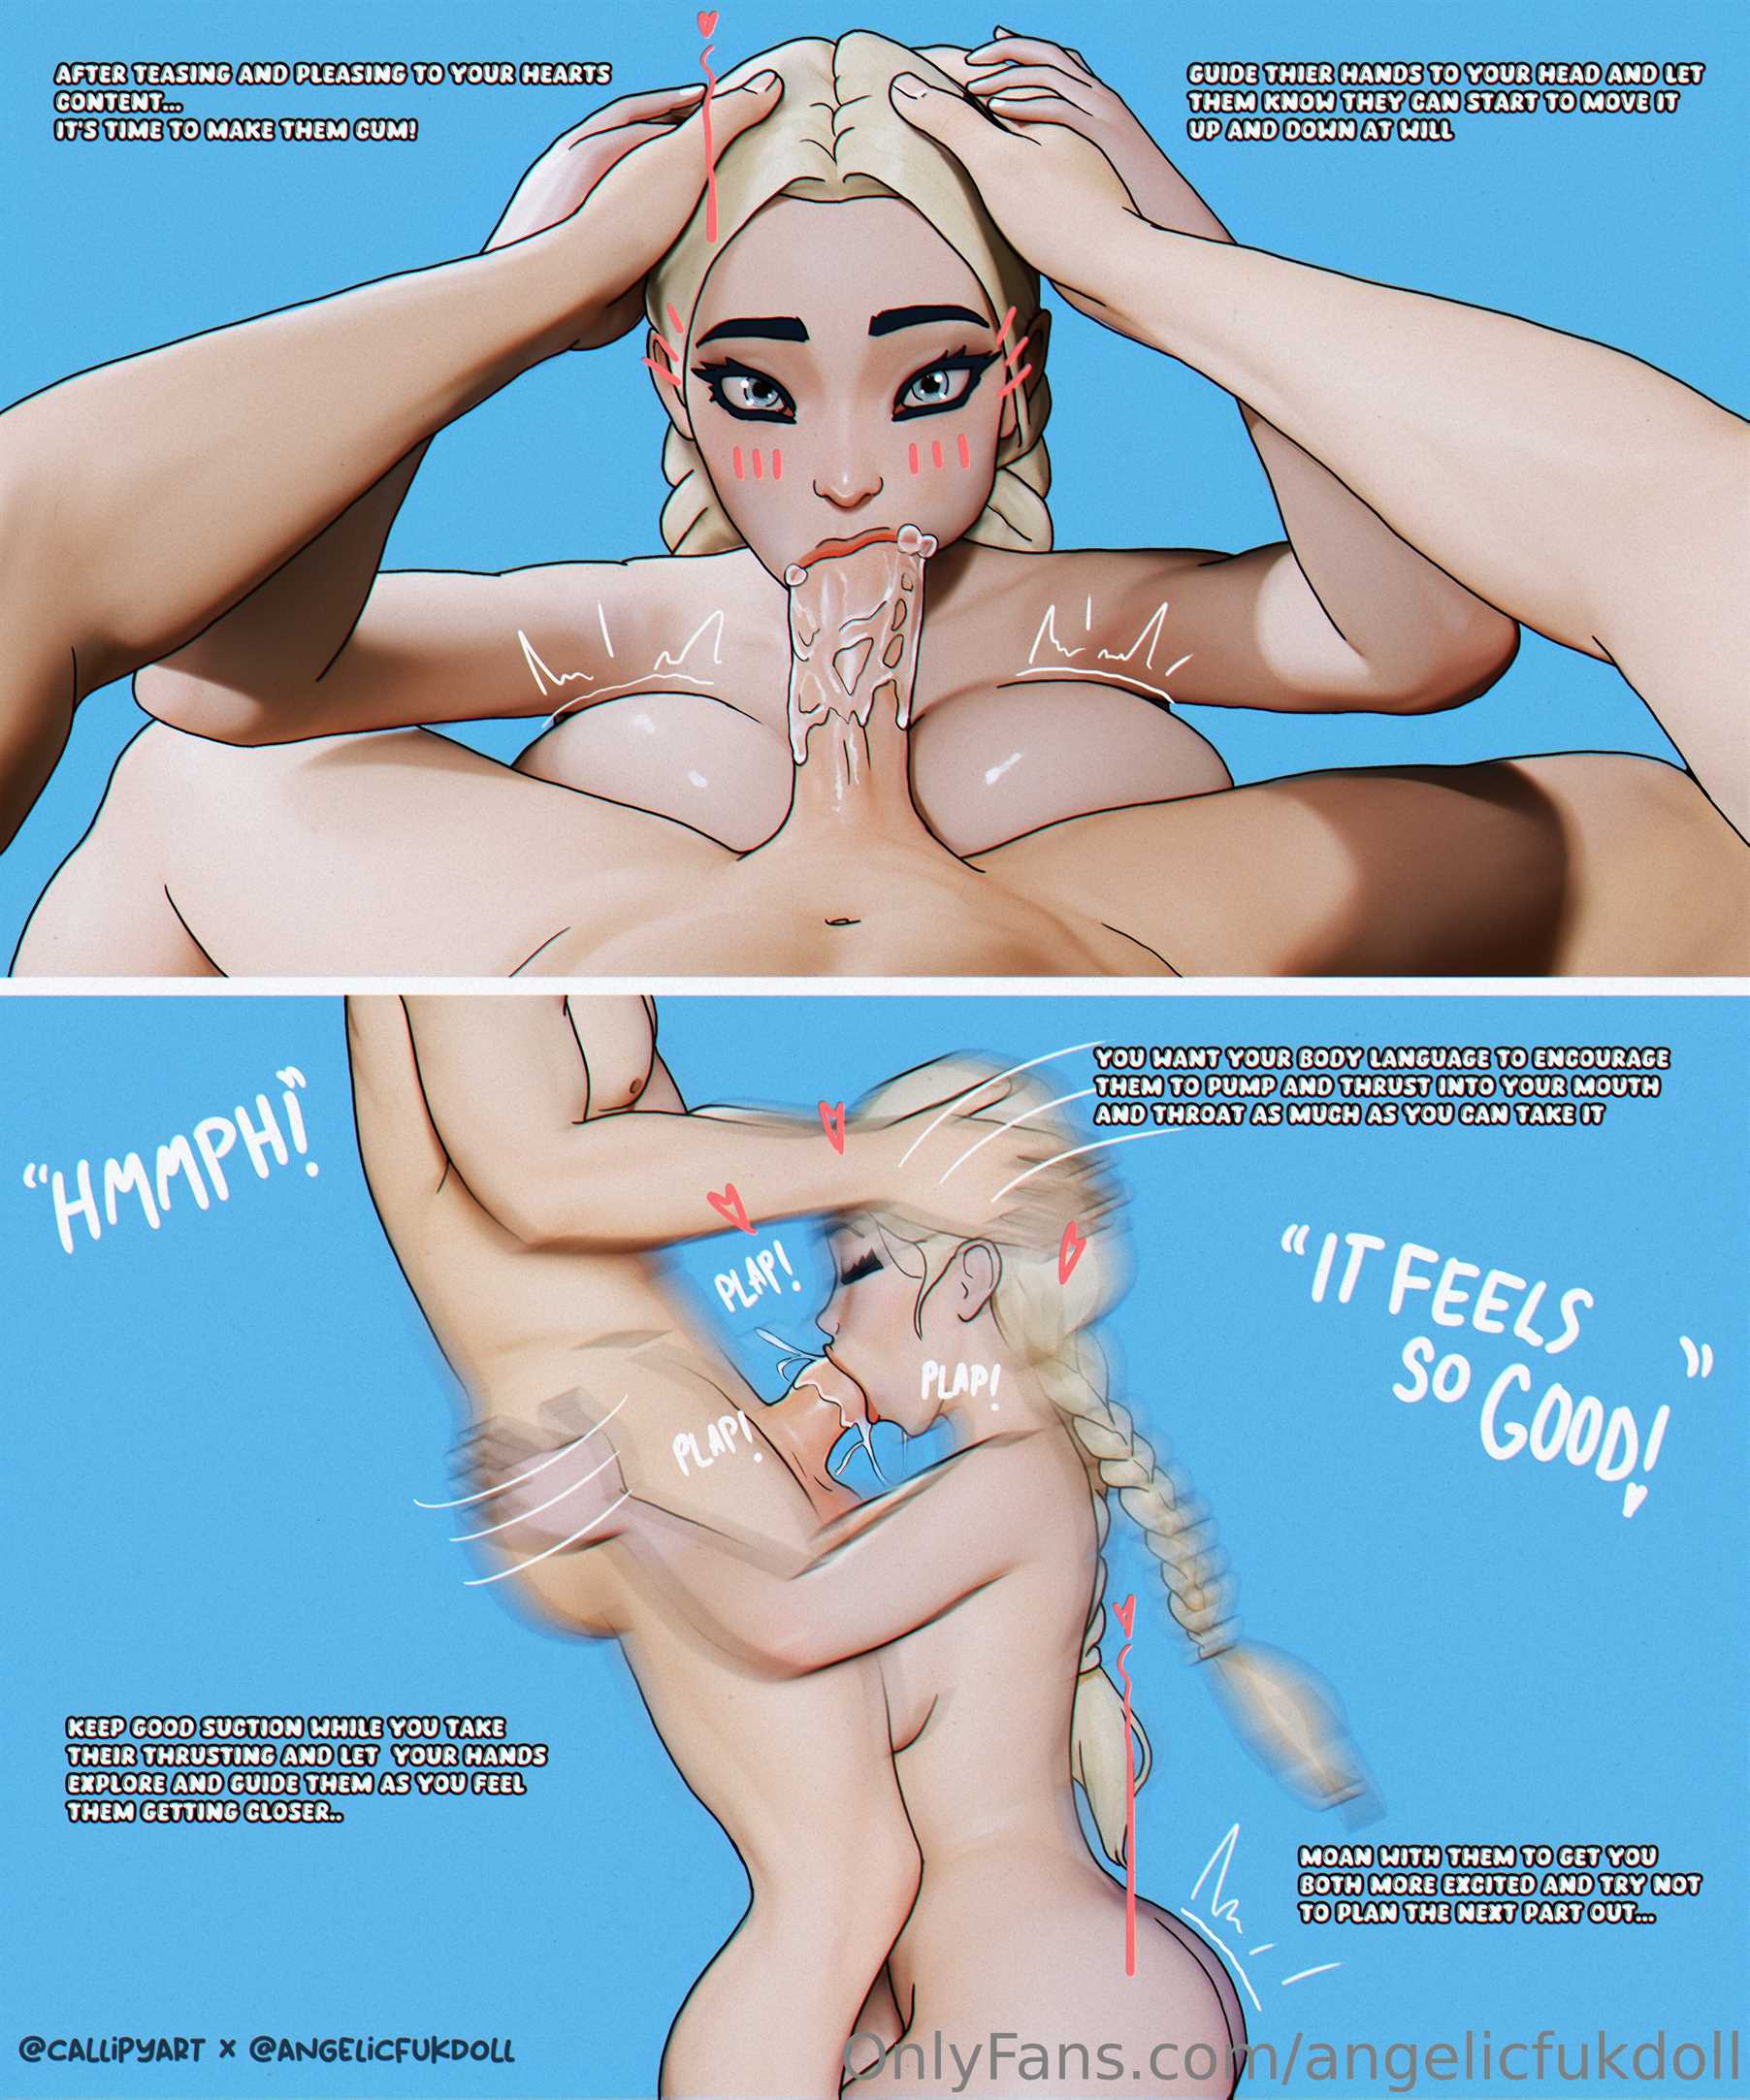 AFTER TEASING AND PLEASING TO YOUR HEARTS
CONTENT...
IT'S TIME TO MAKE THEM CUM!
GUIDE THIER HANDS TO YOUR HEAD AND LET
THEM KNOW THEY CAN START TO MOVE IT
UP AND DOWN AT WILL
YOU WANT YOUR BODY LANGUAGE TO ENCOURAGE
THEM TO PUMP AND THRUST INTO YOUR MOUTH
AND THROAT AS MUCH AS YOU CAN TAKE IT
"HMMPH!"
PLAP!
"IT FEELS
SO GOOD!"
PLAP!
PLAP!
KEEP GOOD SUCTION WHILE YOU TAKE
THEIR THRUSTING AND LET YOUR HANDS
EXPLORE AND GUIDE THEM AS YOU FEEL
THEM GETTING CLOSER..
MOAN WITH THEM TO GET YOU
BOTH MORE EXCITED AND TRY NOT
TO PLAN THE NEXT PART OUT...
@CALLiPYART x @ANGELiCFUKDOLL
OnlyFans.com/angelicfukdoll